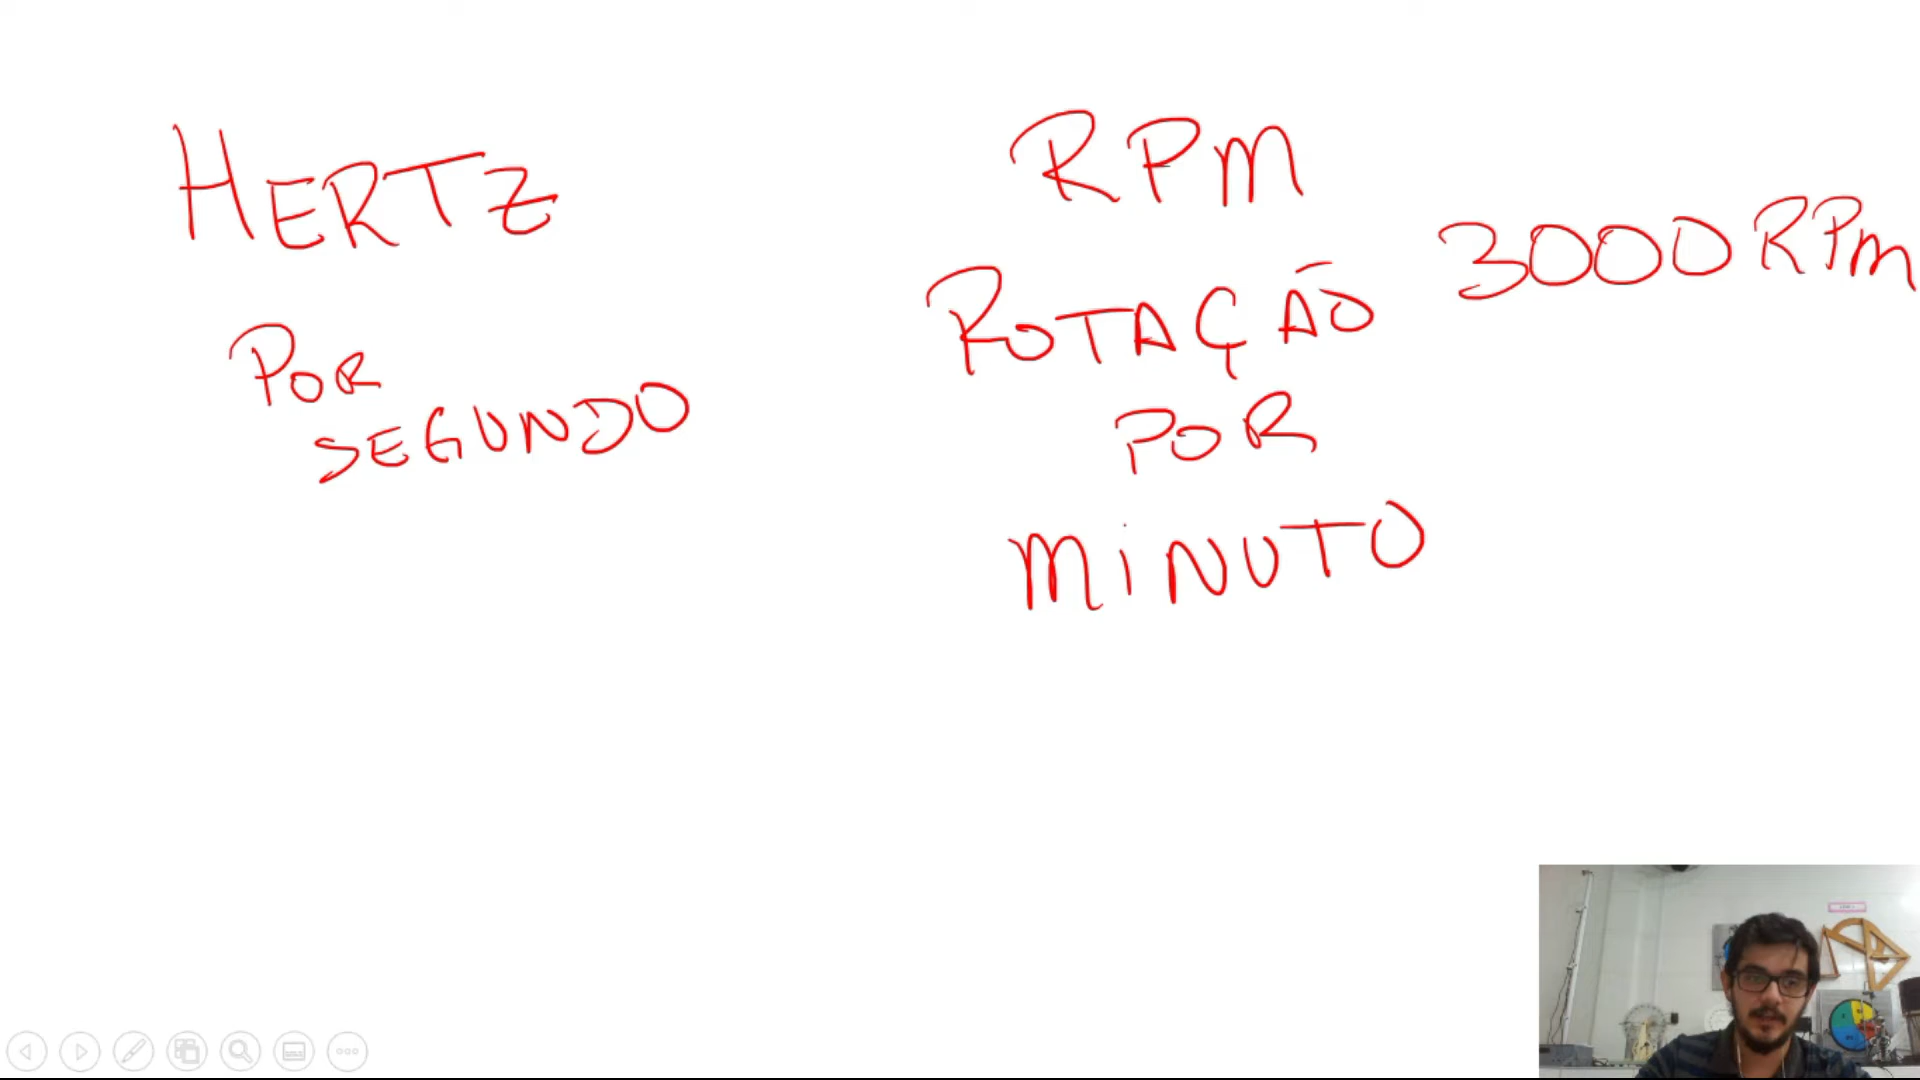 HERTZ
POR
SEGUNDO
RPM
ROTAÇÃO
POR
MINUTO
3000 RPM